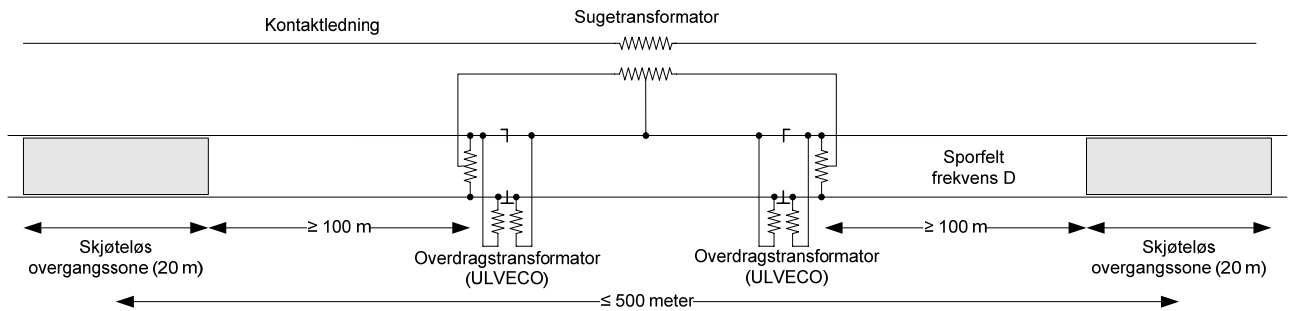 Sugetransformator
Kontaktledning
Sporfelt
frekvens D
≥ 100 m
≥ 100 m
Skjøteløs
overgangssone (20 m)
Overdragstransformator
(ULVECO)
Overdragstransformator
(ULVECO)
Skjøteløs
overgangssone (20 m)
≤ 500 meter